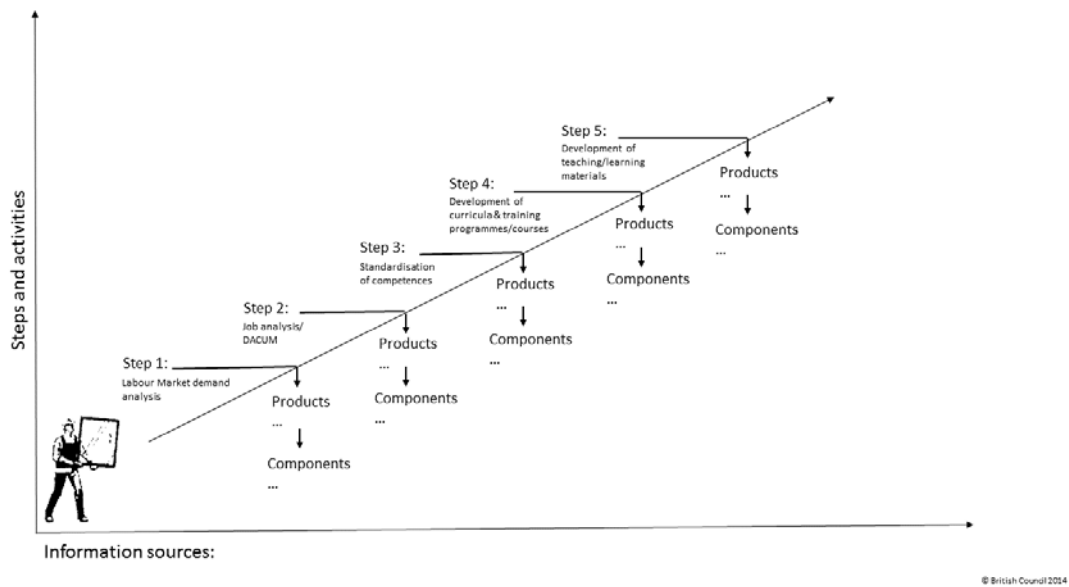 Steps and activities
Step 5:
Development of
teaching/learning
materials
Products
...
Components
...
Step 4:
Development of
curricula & training
programmes/courses
Products
...
Components
...
Step 3:
Standardisation
of competences
Products
...
Components
...
Step 2:
Job analysis/
DACUM
Products
...
Components
...
Step 1:
Labour Market demand
analysis
Products
...
Components
...
Information sources:
© British Council 2014